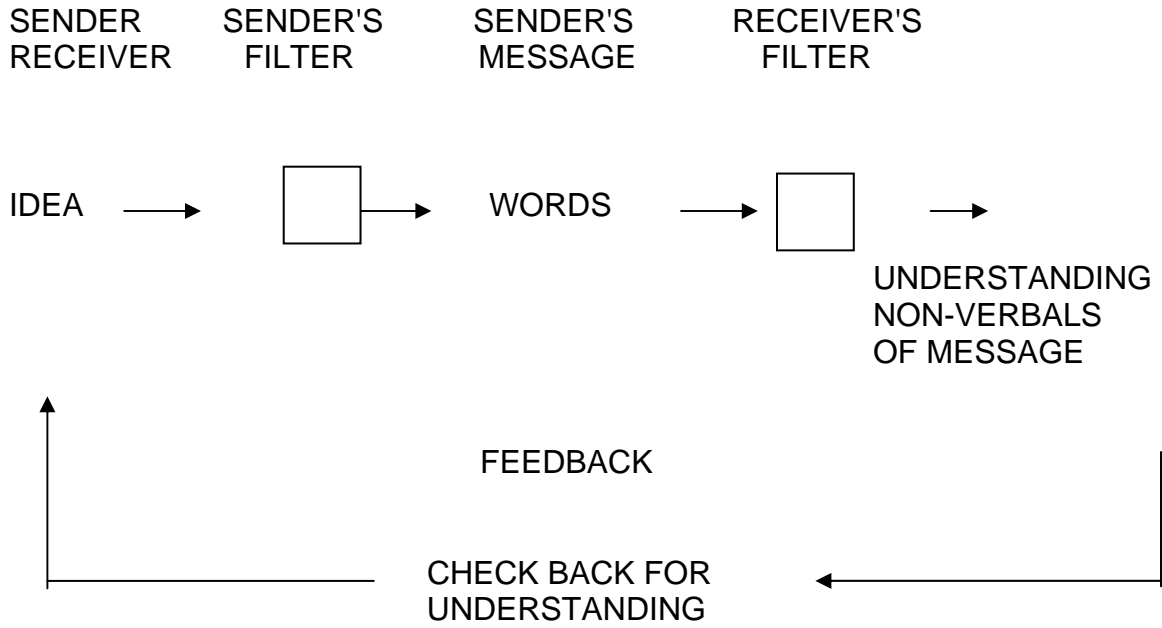 SENDER SENDER'S SENDER'S RECEIVER'S
RECEIVER FILTER MESSAGE FILTER
IDEA WORDS
UNDERSTANDING
NON-VERBALS
OF MESSAGE
FEEDBACK
CHECK BACK FOR
UNDERSTANDING